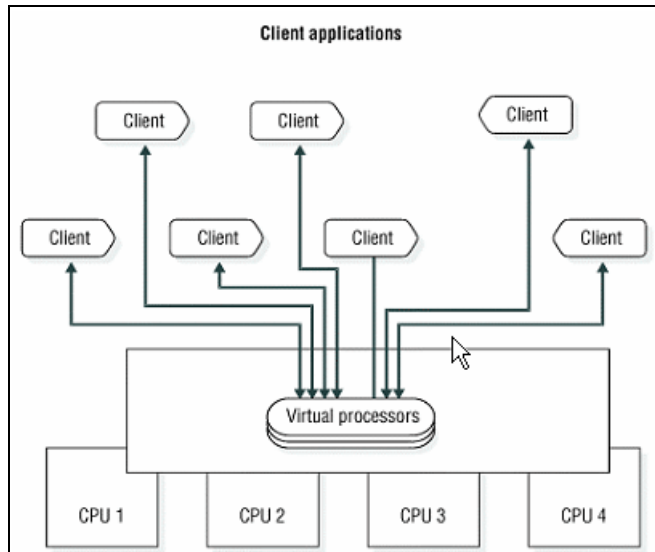 Client applications
Client
Client
Client
Client
Client
Client
Client
Virtual processors
CPU 1
CPU 2
CPU 3
CPU 4